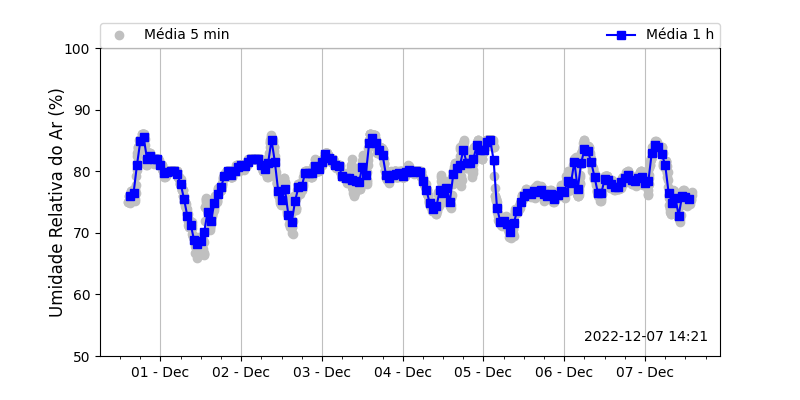 Média 5 min
Média 1 h
Umidade Relativa do Ar (%)
100
90
80
70
60
50
2022-12-07 14:21
01 - Dec
02 - Dec
03 - Dec
04 - Dec
05 - Dec
06 - Dec
07 - Dec